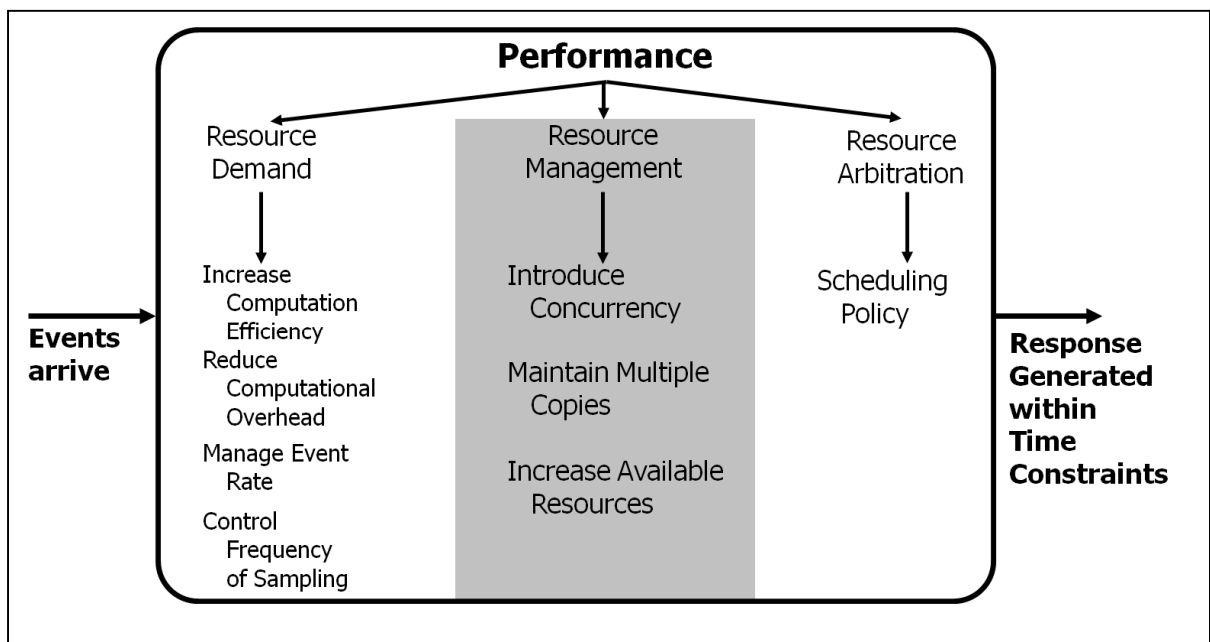 Performance
Resource
Demand
Increase
Computation
Efficiency
Reduce
Computational
Overhead
Manage Event
Rate
Control
Frequency
of Sampling
Resource
Management
Introduce
Concurrency
Maintain Multiple
Copies
Increase Available
Resources
Resource
Arbitration
Scheduling
Policy
Events
arrive
Response
Generated
within
Time
Constraints